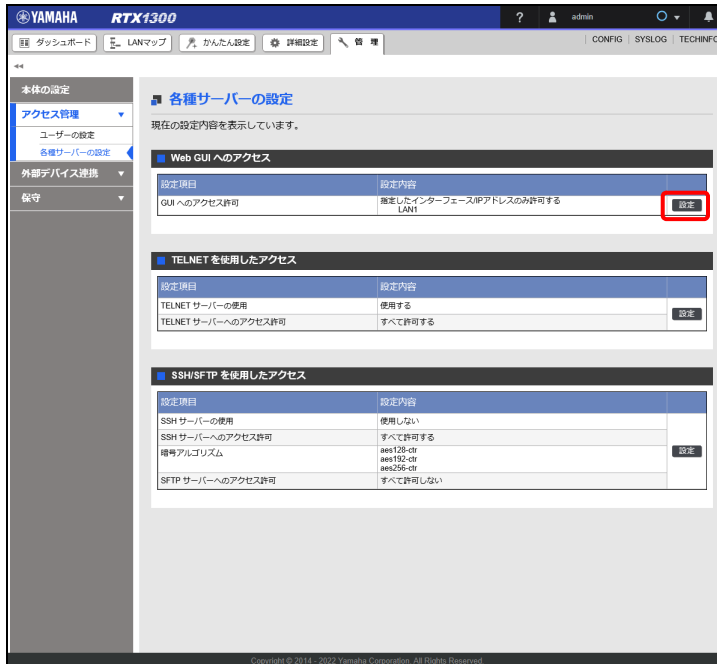 YAMAHA RTX1300 ? admin
ダッシュボード LANマップ かんたん設定 詳細設定 管 理 CONFIG SYSLOG TECHINFO
本体の設定
アクセス管理
ユーザーの設定
各種サーバーの設定
外部デバイス連携
保守
各種サーバーの設定
現在の設定内容を表示しています。
Web GUI へのアクセス
設定項目 設定内容
GUI へのアクセス許可 指定したインターフェース/IPアドレスのみ許可する
LAN1
設定
TELNET を使用したアクセス
設定項目 設定内容
TELNET サーバーの使用 使用する
TELNET サーバーへのアクセス許可 すべて許可する
設定
SSH/SFTP を使用したアクセス
設定項目 設定内容
SSH サーバーの使用 使用しない
SSH サーバーへのアクセス許可 すべて許可する
暗号アルゴリズム aes128-ctr
aes192-ctr
aes256-ctr
SFTP サーバーへのアクセス許可 すべて許可しない
設定
Copyright © 2014 - 2022 Yamaha Corporation. All Rights Reserved.